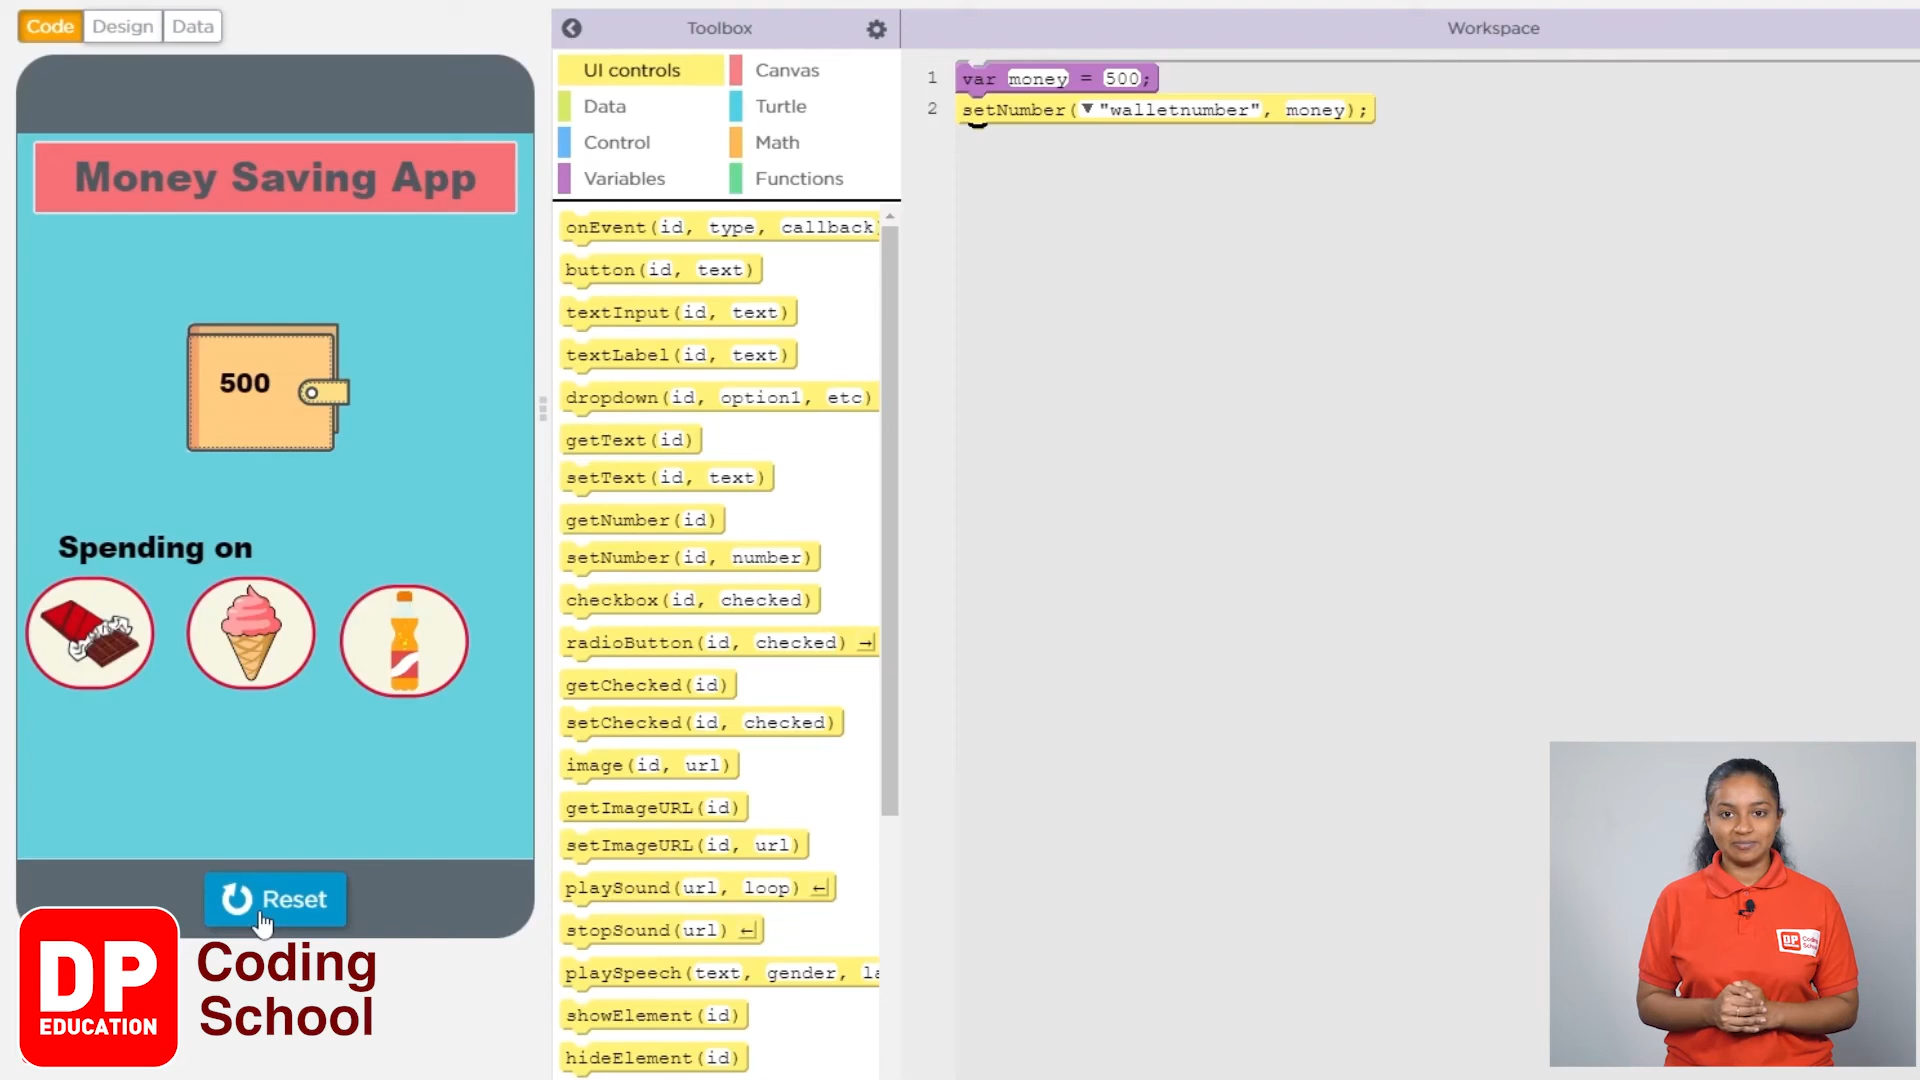 Code Design Data
Toolbox
Workspace
Money Saving App
500
Spending on
Reset
UI controls
Canvas
Data
Turtle
Control
Math
Variables
Functions
onEvent(id, type, callback)
button(id, text)
textInput(id, text)
textLabel(id, text)
dropdown(id, option1, etc)
getText(id)
setText(id, text)
getNumber(id)
setNumber(id, number)
checkbox(id, checked)
radioButton(id, checked) →
getChecked(id)
setChecked(id, checked)
image(id, url)
getImageURL(id)
setImageURL(id, url)
playSound(url, loop) ←
stopSound(url) ←
playSpeech(text, gender, la
showElement(id)
hideElement(id)
1 var money = 500;
2 setNumber(▼"walletnumber", money);
DP
EDUCATION
Coding
School
DP Coding
School